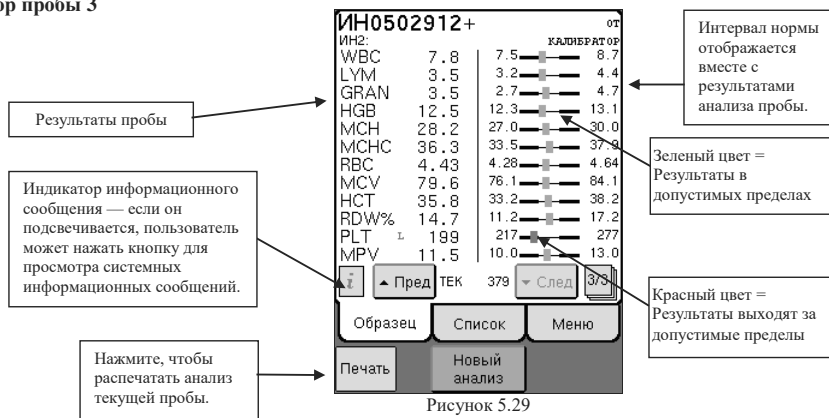 ор пробы 3
Результаты пробы
Индикатор информационного
сообщения — если он
подсвечивается, пользователь
может нажать кнопку для
просмотра системных
информационных сообщений.
Нажмите, чтобы
распечатать анализ
текущей пробы.
ИН0502912+ от
ИН2: КАЛИБРАТОР
WBC 7.8 7.5 8.7
LYM 3.5 3.2 4.4
GRAN 3.5 2.7 4.7
HGB 12.5 12.3 13.1
MCH 28.2 27.0 30.0
MCHC 36.3 33.5 37.9
RBC 4.43 4.28 4.64
MCV 79.6 76.1 84.1
HCT 35.8 33.2 38.2
RDW% 14.7 11.2 17.2
PLT L 199 217 277
MPV 11.5 10.0 13.0
i Пред ТЕК 379 След 3/3
Образец Список Меню
Печать Новый
анализ
Интервал нормы
отображается
вместе с
результатами
анализа пробы.
Зеленый цвет =
Результаты в
допустимых пределах
Красный цвет =
Результаты выходят за
допустимые пределы
Рисунок 5.29